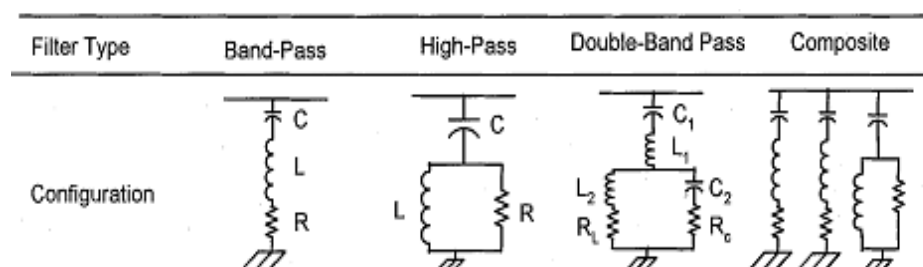 Filter Type Band-Pass High-Pass Double-Band Pass Composite
Configuration
C
L
R
C
L
R
C1
L1
L2
C2
RL
Rc